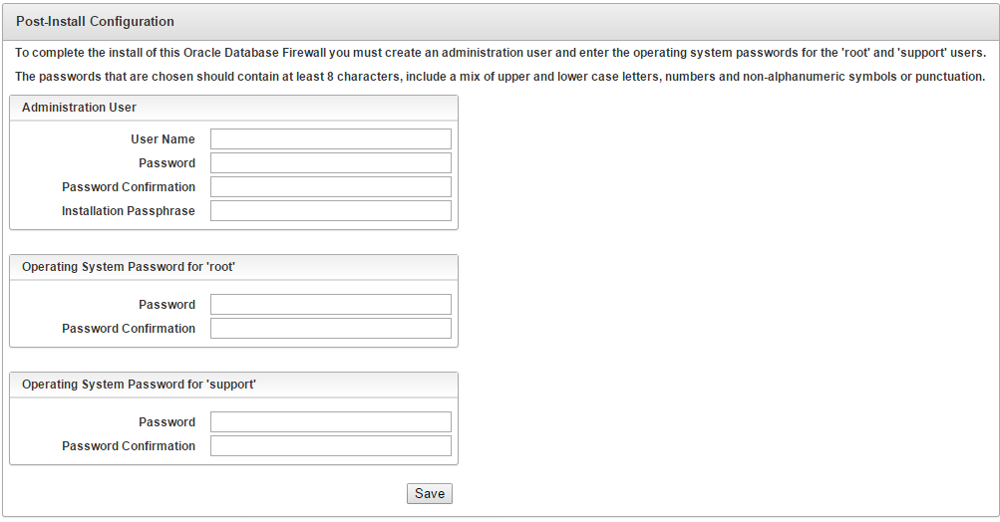 Post-Install Configuration
To complete the install of this Oracle Database Firewall you must create an administration user and enter the operating system passwords for the 'root' and 'support' users.
The passwords that are chosen should contain at least 8 characters, include a mix of upper and lower case letters, numbers and non-alphanumeric symbols or punctuation.
Administration User
User Name
Password
Password Confirmation
Installation Passphrase
Operating System Password for 'root'
Password
Password Confirmation
Operating System Password for 'support'
Password
Password Confirmation
Save